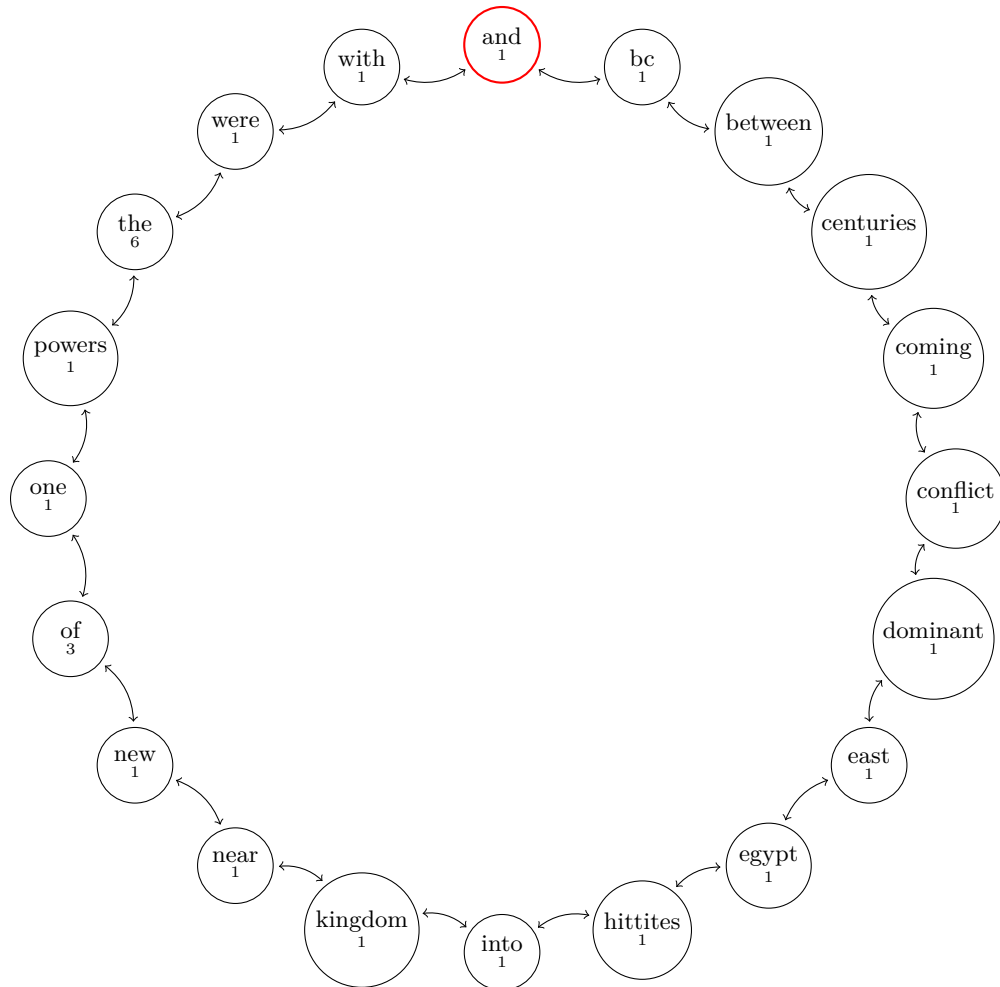 and
1
bc
1
between
1
centuries
1
coming
1
conflict
1
dominant
1
east
1
egypt
1
hittites
1
into
1
kingdom
1
near
1
new
1
of
3
one
1
powers
1
the
6
were
1
with
1